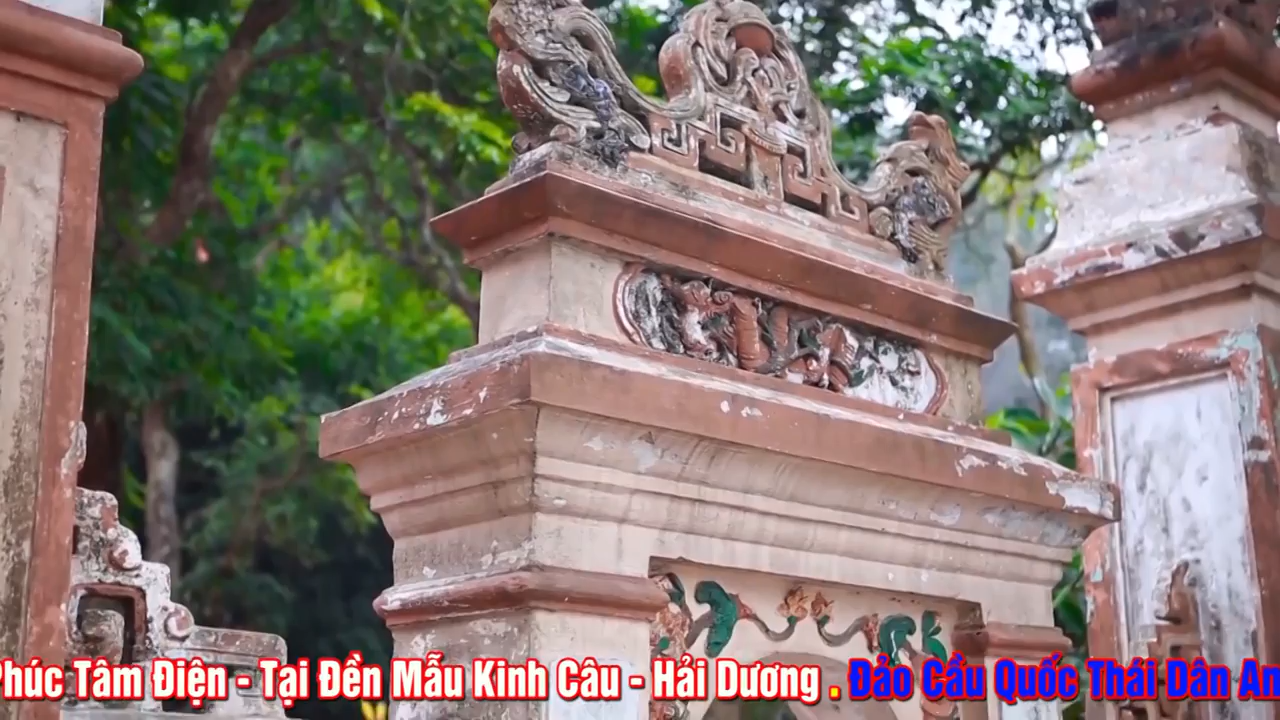 Phúc Tâm Điện - Tại Đền Mẫu Kinh Câu - Hải Dương . Đảo Cầu Quốc Thái Dân An